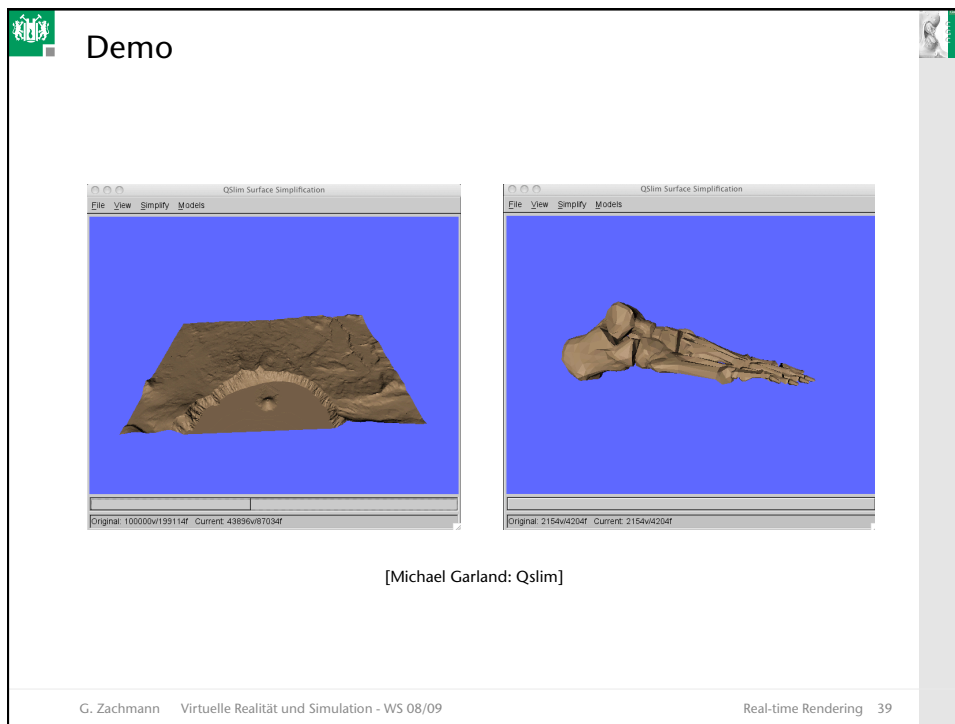 Demo
QSlim Surface Simplification
File View Simplify Models
Original: 100000v/199114f Current: 43896v/87034f
QSlim Surface Simplification
File View Simplify Models
Original: 2154v/4204f Current: 2154v/4204f
[Michael Garland: Qslim]
G. Zachmann Virtuelle Realität und Simulation - WS 08/09 Real-time Rendering 39